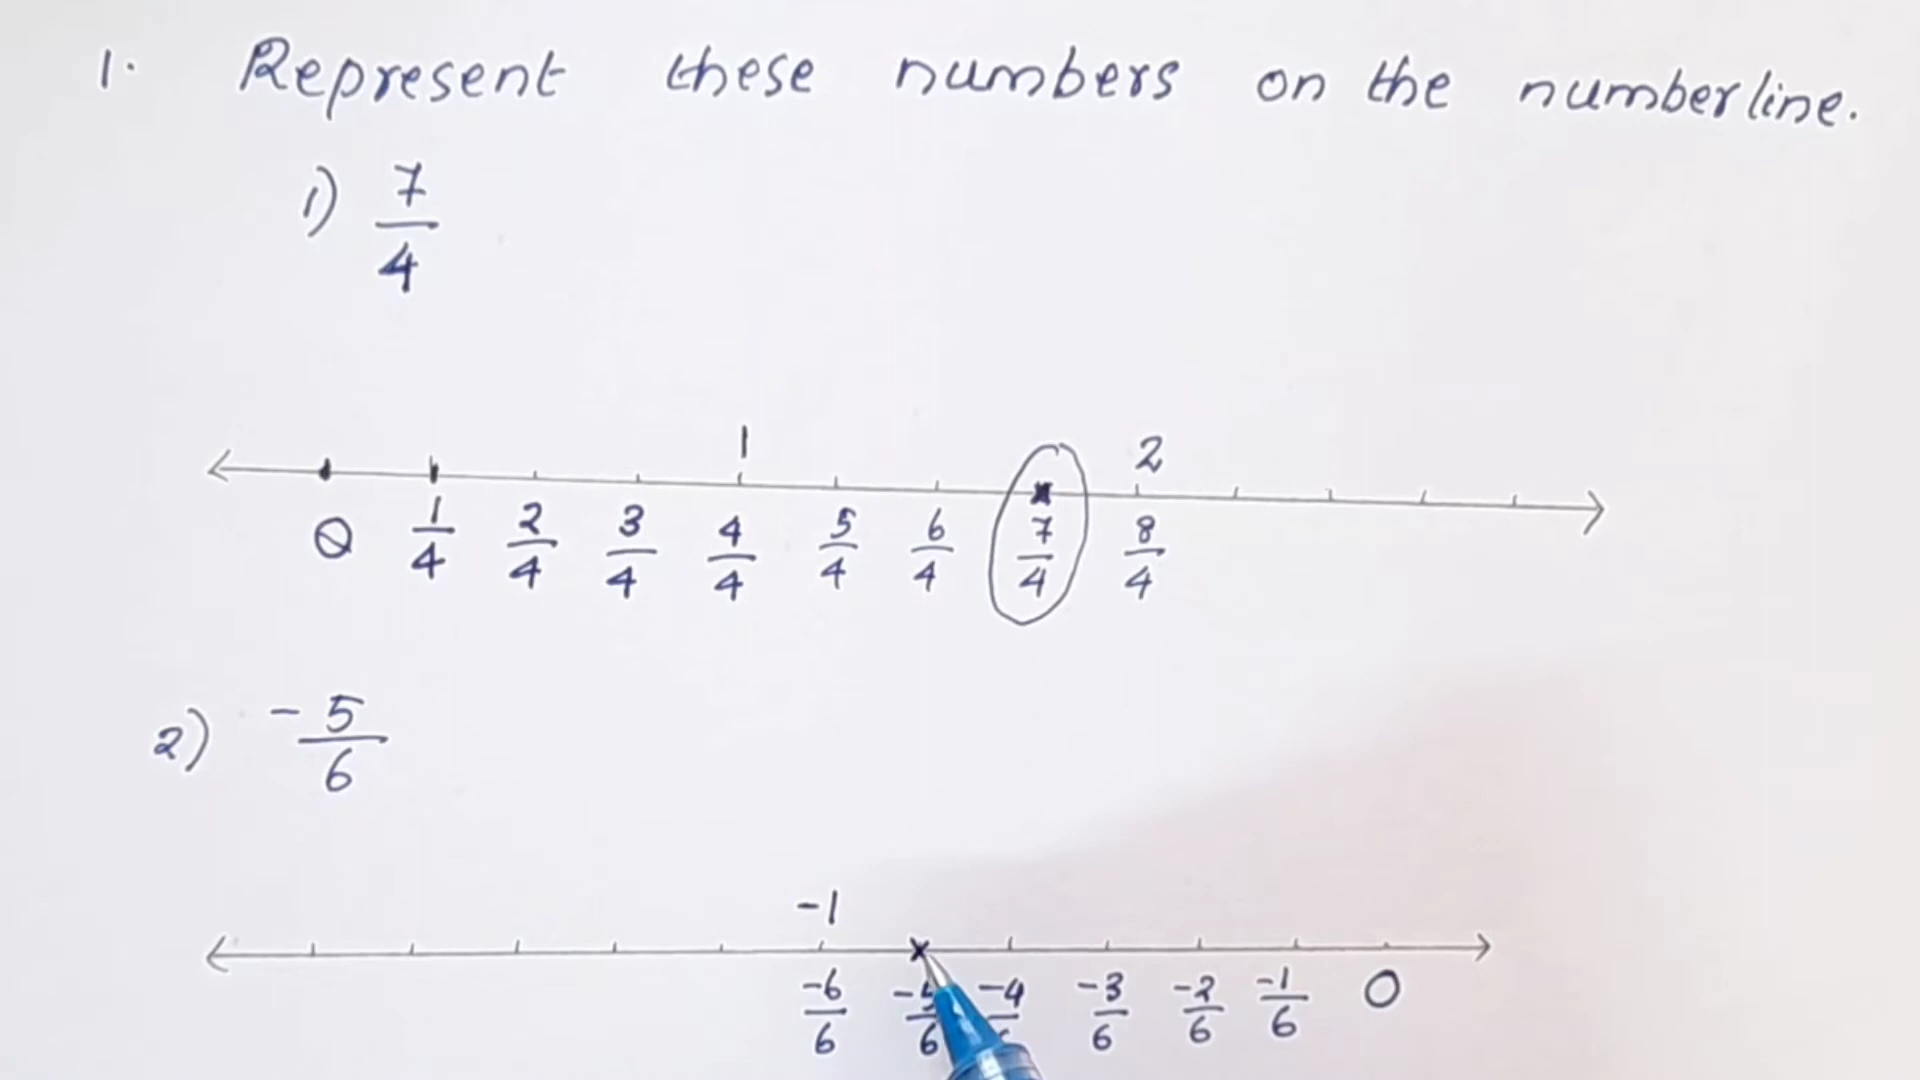 1. Represent these numbers on the numberline.
1) 7/4
1 2
0 1/4 2/4 3/4 4/4 5/4 6/4 7/4 8/4
2) -5/6
-1
-6/6 -5/6 -4 -3/6 -2/6 -1/6 0